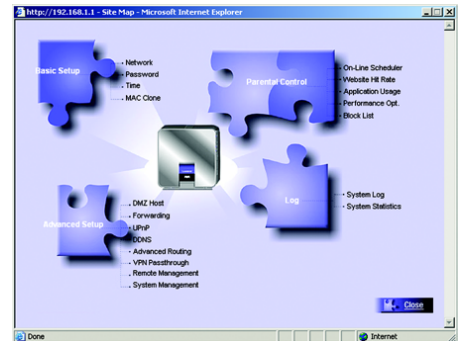 http://192.168.1.1 - Site Map - Microsoft Internet Explorer
Basic Setup
Network
Password
Time
MAC Clone
Parental Control
On-Line Scheduler
Website Hit Rate
Application Usage
Performance Opt.
Block List
Advanced Setup
DMZ Host
Forwarding
UPnP
DDNS
Advanced Routing
VPN Passthrough
Remote Management
System Management
Log
System Log
System Statistics
Close
Done
Internet